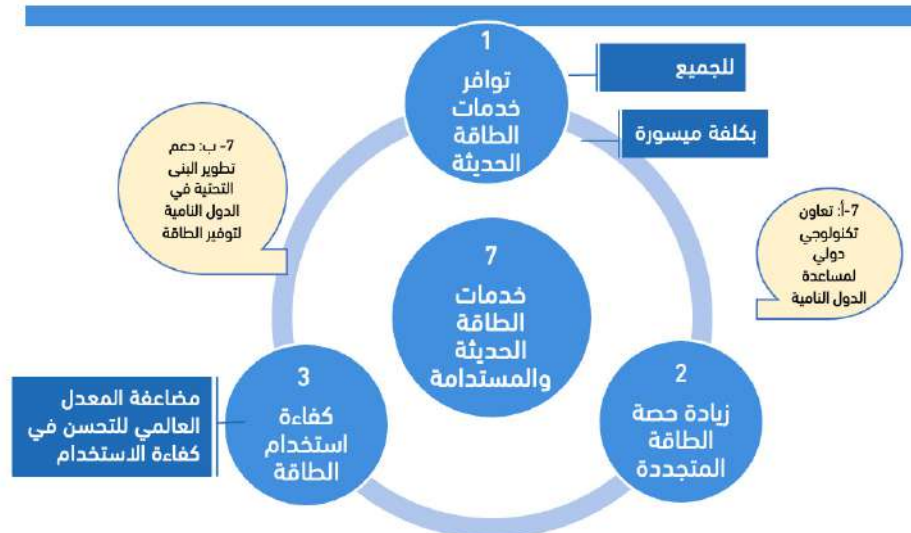 1
توافر
خدمات
الطاقة
الحديثة
للجميع
بكلفة ميسورة
7- ب: دعم
تطوير البنى
التحتية في
الدول النامية
لتوفير الطاقة
7-أ: تعاون
تكنولوجي
دولي
لمساعدة
الدول النامية
7
خدمات
الطاقة
الحديثة
والمستدامة
2
زيادة حصة
الطاقة
المتجددة
3
كفاءة
استخدام
الطاقة
مضاعفة المعدل
العالمي للتحسن في
كفاءة الاستخدام